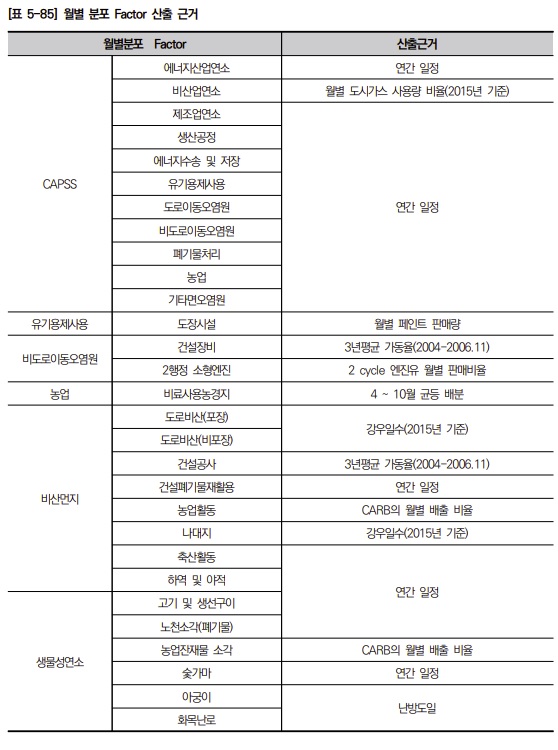 [표 5-85] 월별 분포 Factor 산출 근거
월별분포 Factor 산출근거
에너지산업연소 연간 일정
비산업연소 월별 도시가스 사용량 비율(2015년 기준)
제조업연소
생산공정
에너지수송 및 저장
CAPSS 유기용제사용
도로이동오염원 연간 일정
비도로이동오염원
폐기물처리
농업
기타면오염원
유기용제사용 도장시설 월별 페인트 판매량
비도로이동오염원 건설장비 3년평균 가동율(2004-2006.11)
2행정 소형엔진 2 cycle 엔진유 월별 판매비율
농업 비료사용농경지 4 ~ 10월 균등 배분
도로비산(포장) 강우일수(2015년 기준)
도로비산(비포장)
건설공사 3년평균 가동율(2004-2006.11)
비산먼지 건설폐기물재활용 연간 일정
농업활동 CARB의 월별 배출 비율
나대지 강우일수(2015년 기준)
축산활동
하역 및 야적 연간 일정
고기 및 생선구이
노천소각(폐기물)
생물성연소 농업잔재물 소각 CARB의 월별 배출 비율
숯가마 연간 일정
아궁이 난방도일
화목난로